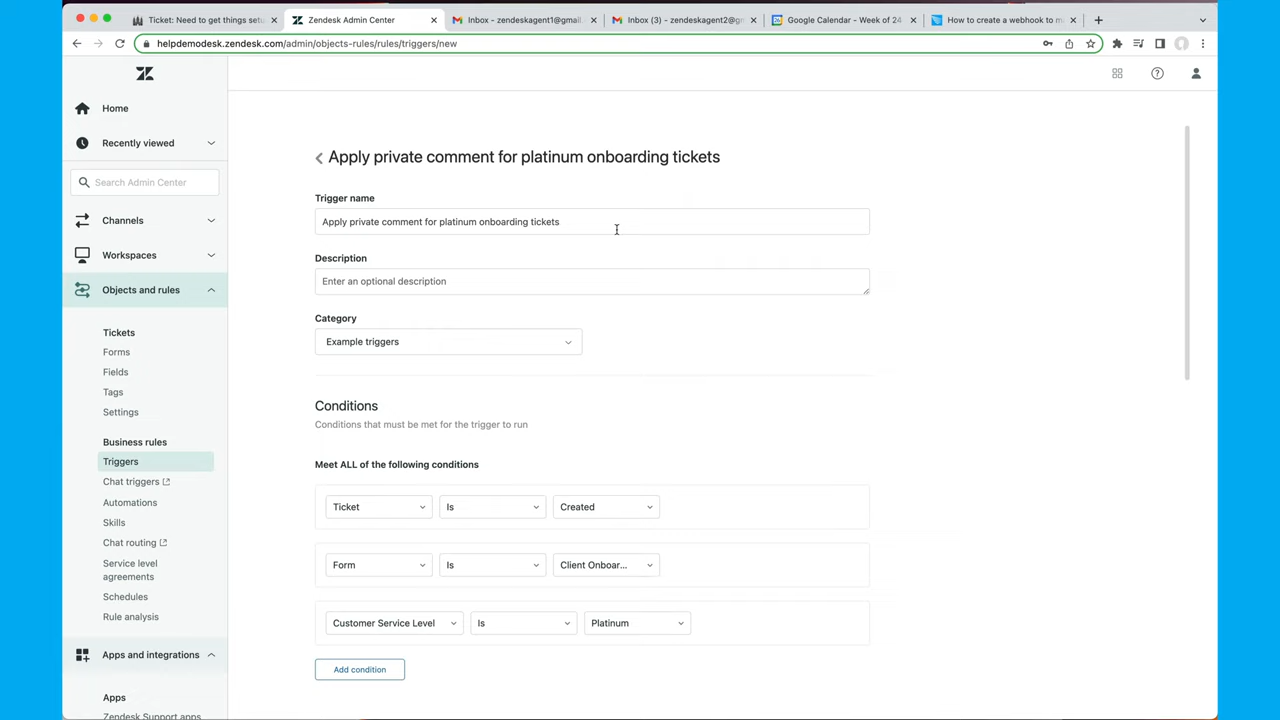 Ticket: Need to get things setu
Zendesk Admin Center
Inbox - zendeskagent1@gmail.
Inbox (3) - zendeskagent2@gm
Google Calendar - Week of 24
How to create a webhook to m
helpdemodesk.zendesk.com/admin/objects-rules/rules/triggers/new
Home
Recently viewed
Search Admin Center
Channels
Workspaces
Objects and rules
Tickets
Forms
Fields
Tags
Settings
Business rules
Triggers
Chat triggers
Automations
Skills
Chat routing
Service level
agreements
Schedules
Rule analysis
Apps and integrations
Apps
Zendesk Support apps
Apply private comment for platinum onboarding tickets
Trigger name
Apply private comment for platinum onboarding tickets
Description
Enter an optional description
Category
Example triggers
Conditions
Conditions that must be met for the trigger to run
Meet ALL of the following conditions
Ticket Is Created
Form Is Client Onboar...
Customer Service Level Is Platinum
Add condition